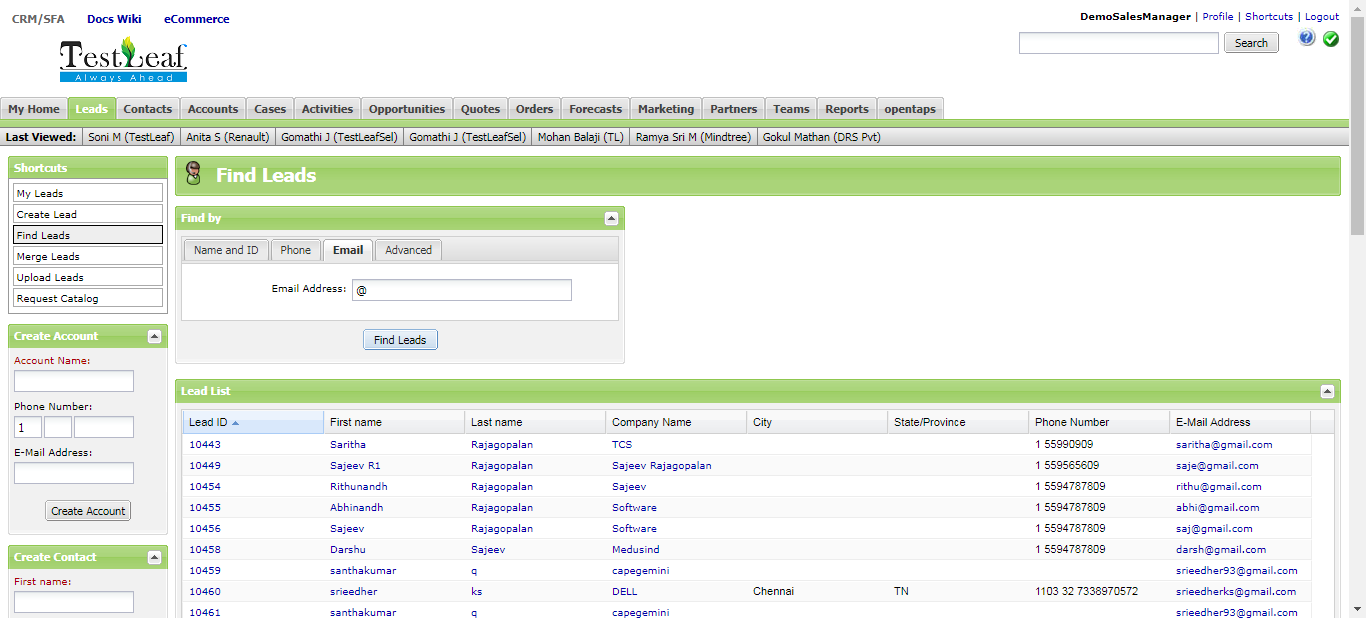 CRM/SFA Docs Wiki eCommerce
DemoSalesManager | Profile | Shortcuts | Logout
TestLeaf
Always Ahead
Search
My Home Leads Contacts Accounts Cases Activities Opportunities Quotes Orders Forecasts Marketing Partners Teams Reports opentaps
Last Viewed: Soni M (TestLeaf) Anita S (Renault) Gomathi J (TestLeafSel) Gomathi J (TestLeafSel) Mohan Balaji (TL) Ramya Sri M (Mindtree) Gokul Mathan (DRS Pvt)
Shortcuts
My Leads
Create Lead
Find Leads
Merge Leads
Upload Leads
Request Catalog
Create Account
Account Name:
Phone Number:
1
E-Mail Address:
Create Account
Create Contact
First name:
Find Leads
Find by
Name and ID Phone Email Advanced
Email Address: @
Find Leads
Lead List
Lead ID First name Last name Company Name City State/Province Phone Number E-Mail Address
10443 Saritha Rajagopalan TCS 1 55990909 saritha@gmail.com
10449 Sajeev R1 Rajagopalan Sajeev Rajagopalan 1 559565609 saje@gmail.com
10454 Rithunandh Rajagopalan Sajeev 1 5594787809 rithu@gmail.com
10455 Abhinandh Rajagopalan Software 1 5594787809 abhi@gmail.com
10456 Sajeev Rajagopalan Software 1 5594787809 saj@gmail.com
10458 Darshu Sajeev Medusind 1 5594787809 darsh@gmail.com
10459 santhakumar q capegemini srieedher93@gmail.com
10460 srieedher ks DELL Chennai TN 1103 32 7338970572 srieedherks@gmail.com
10461 santhakumar q capegemini srieedher93@gmail.com